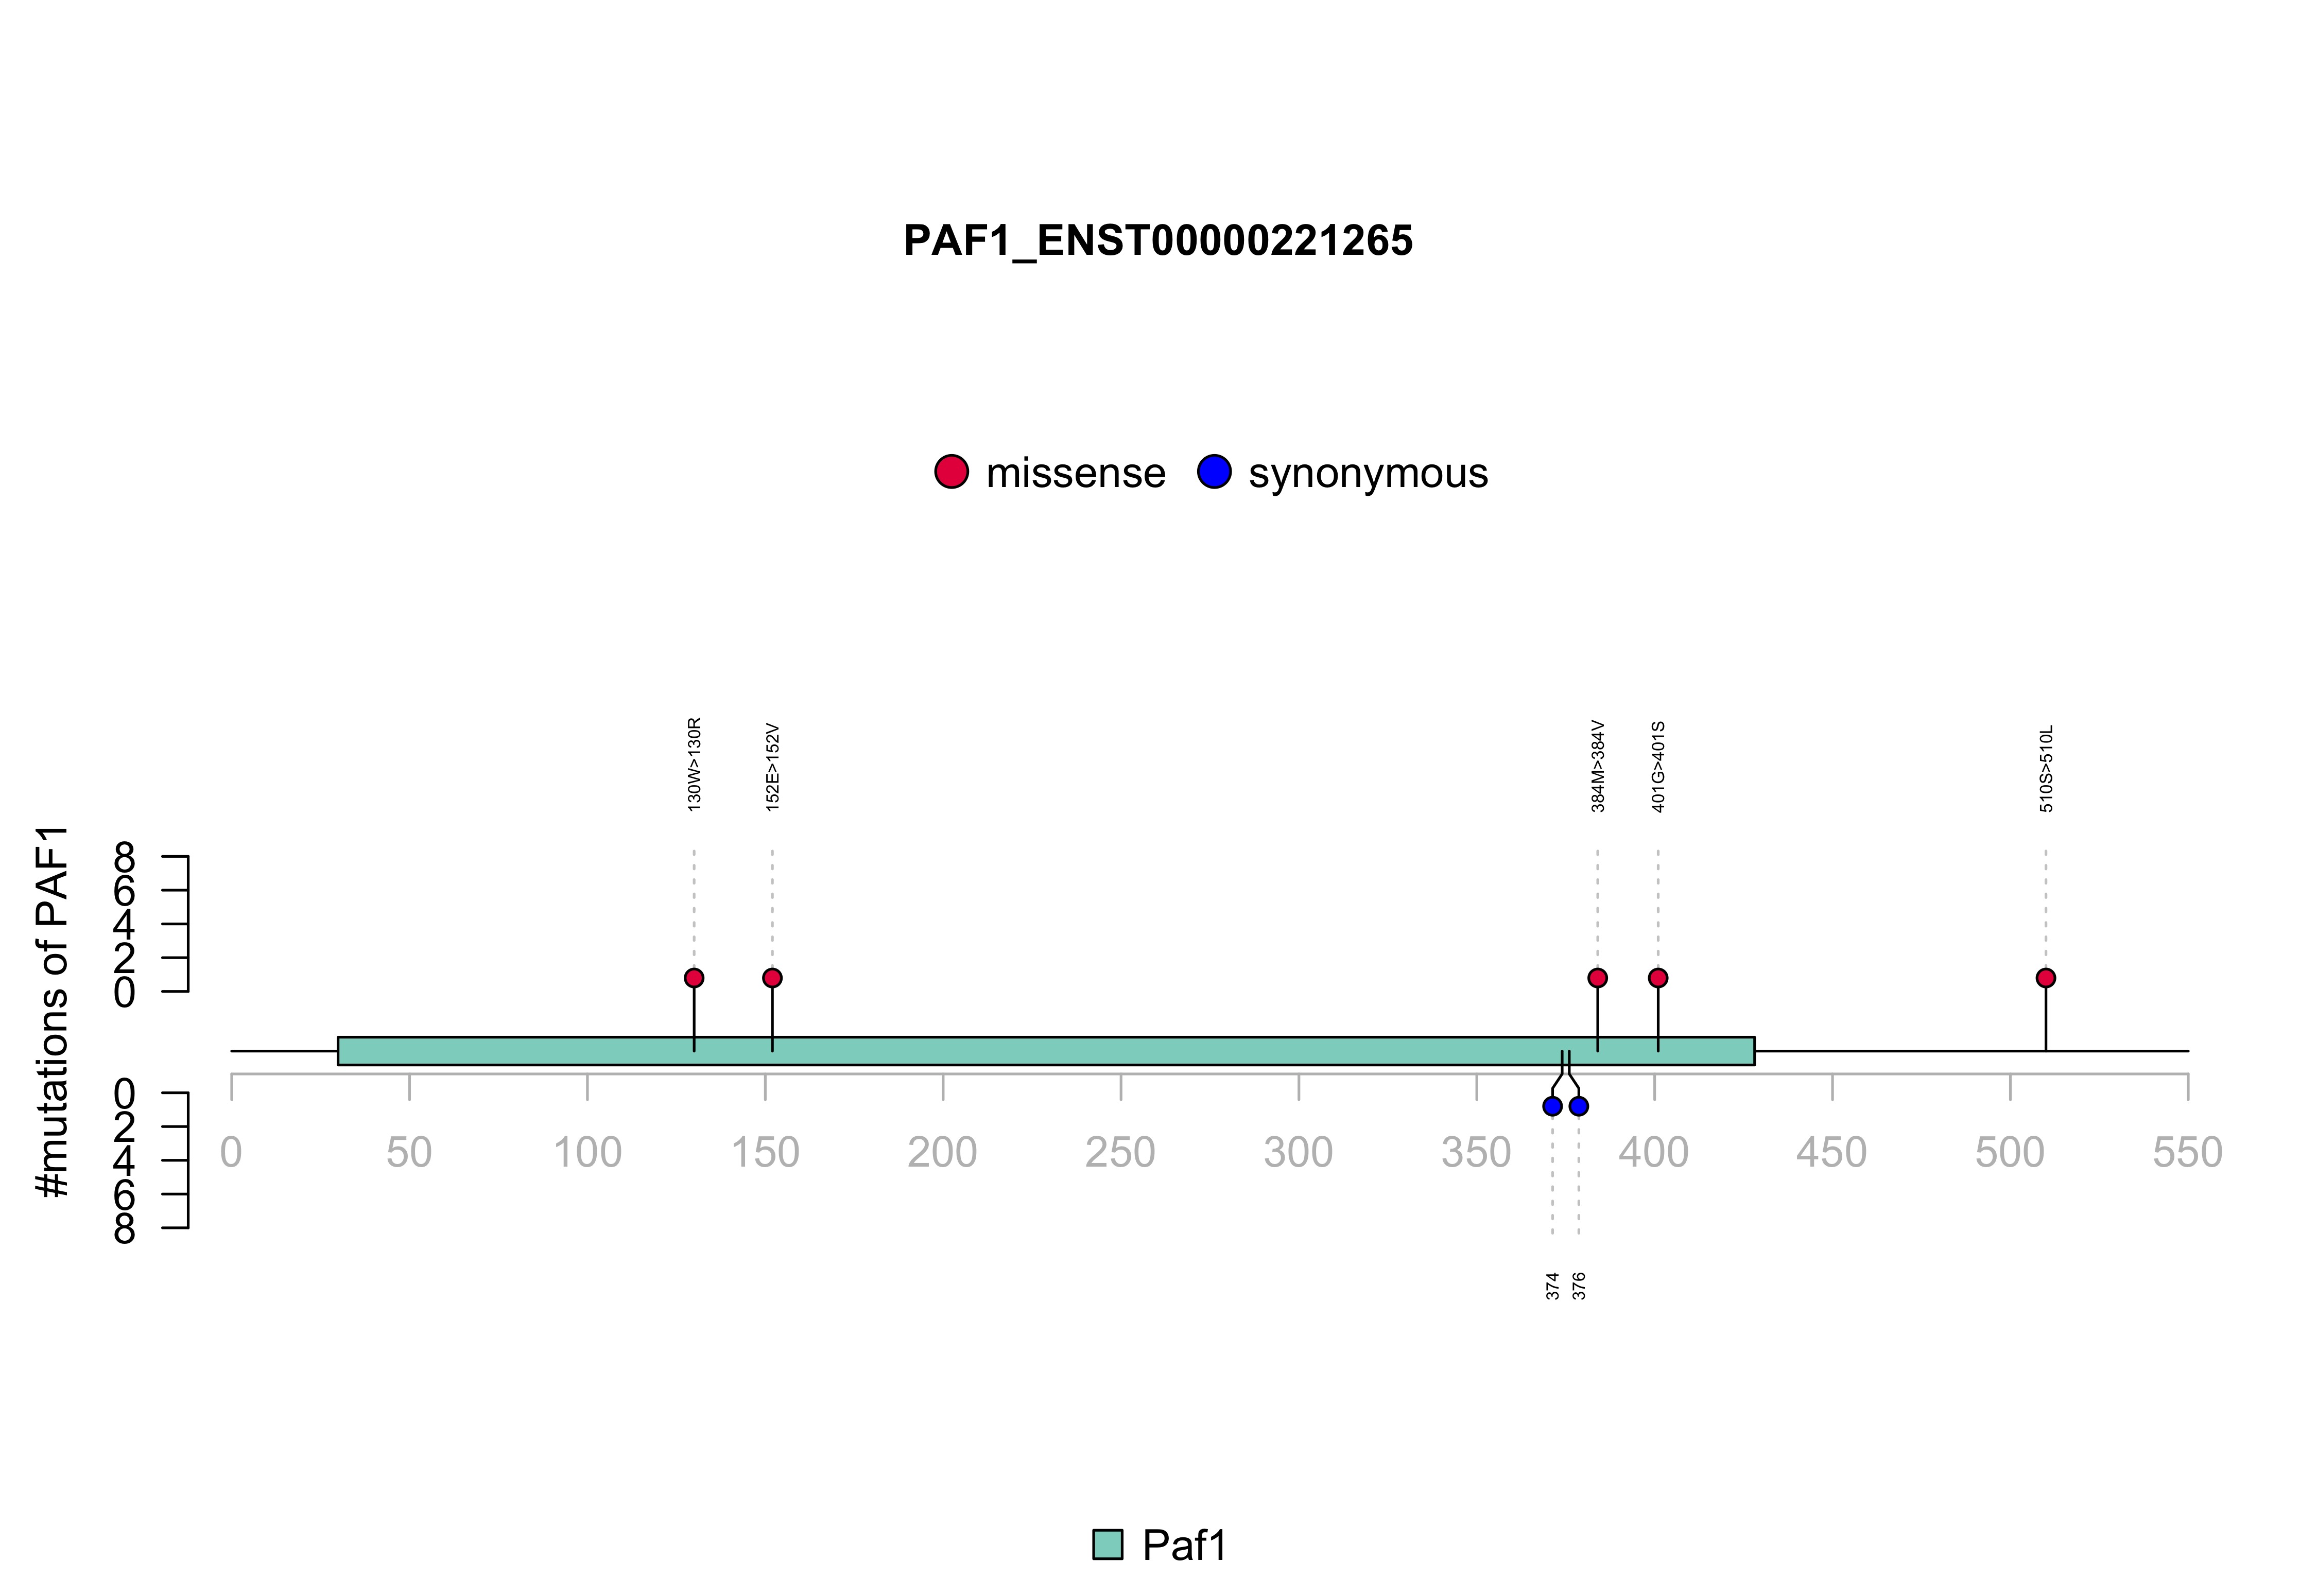 PAF1_ENST00000221265
missense synonymous
130W>130R
152E>152V
384M>384V
401G>401S
510S>510L
#mutations of PAF1
8
6
4
2
0
0
2
4
6
8
0 50 100 150 200 250 300 350 400 450 500 550
374
376
Paf1